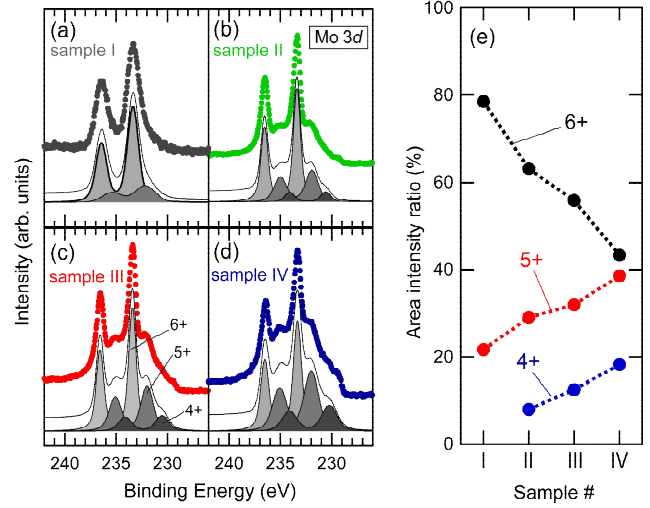 (a)
sample I
(b)
Mo 3d
sample II
(c)
sample III
6+
5+
4+
(d)
sample IV
Intensity (arb. units)
240 235 230 240 235 230
Binding Energy (eV)
(e)
100
80
60
40
20
0
6+
5+
4+
Area intensity ratio (%)
I II III IV
Sample #